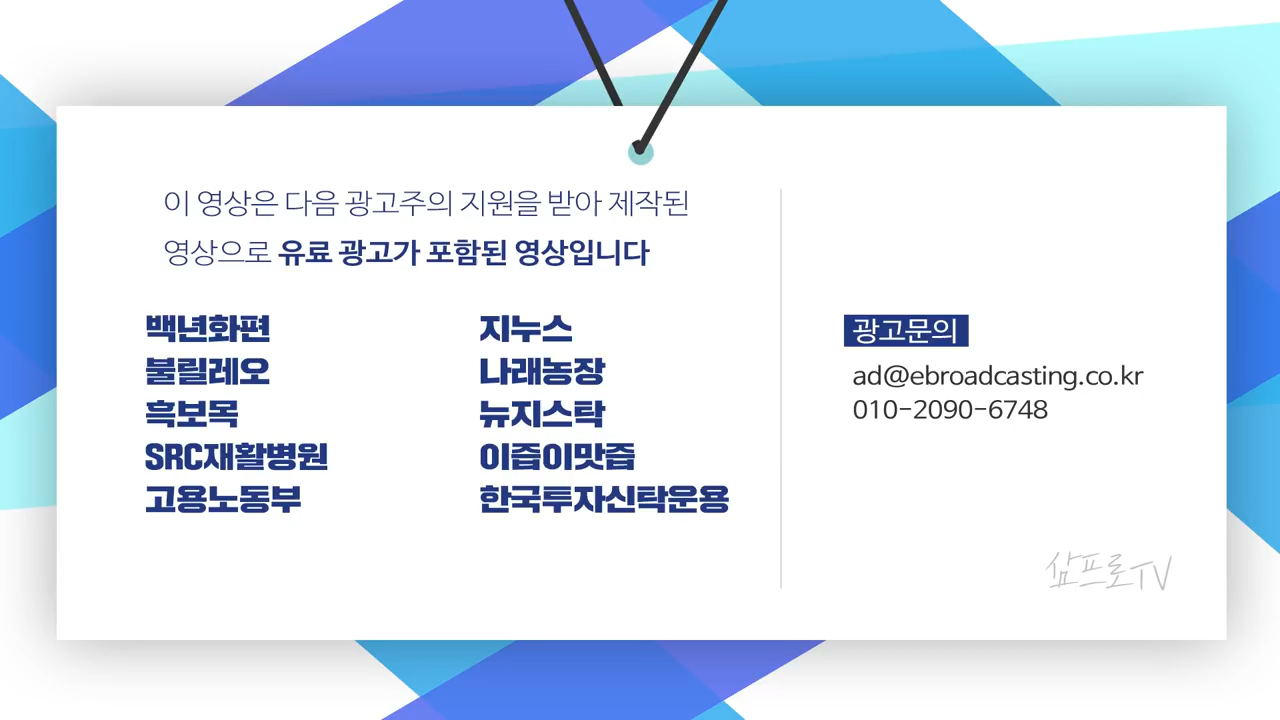 이 영상은 다음 광고주의 지원을 받아 제작된
영상으로 유료 광고가 포함된 영상입니다
백년화편
불릴레오
흑보목
SRC재활병원
고용노동부
지누스
나래농장
뉴지스탁
이즙이맛즙
한국투자신탁운용
광고문의
ad@ebroadcasting.co.kr
010-2090-6748
삼프로TV